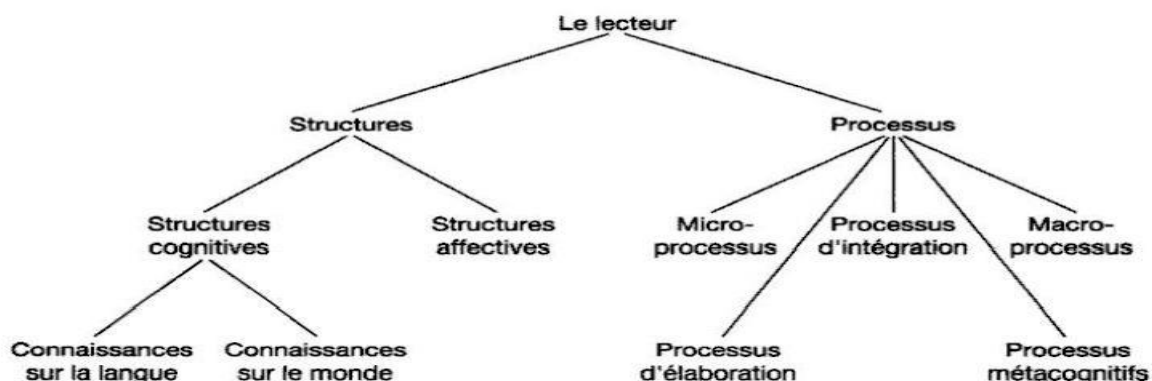 Le lecteur
Structures
Processus
Structures
cognitives
Structures
affectives
Micro-
processus
Processus
d'intégration
Macro-
processus
Connaissances
sur la langue
Connaissances
sur le monde
Processus
d'élaboration
Processus
métacognitifs